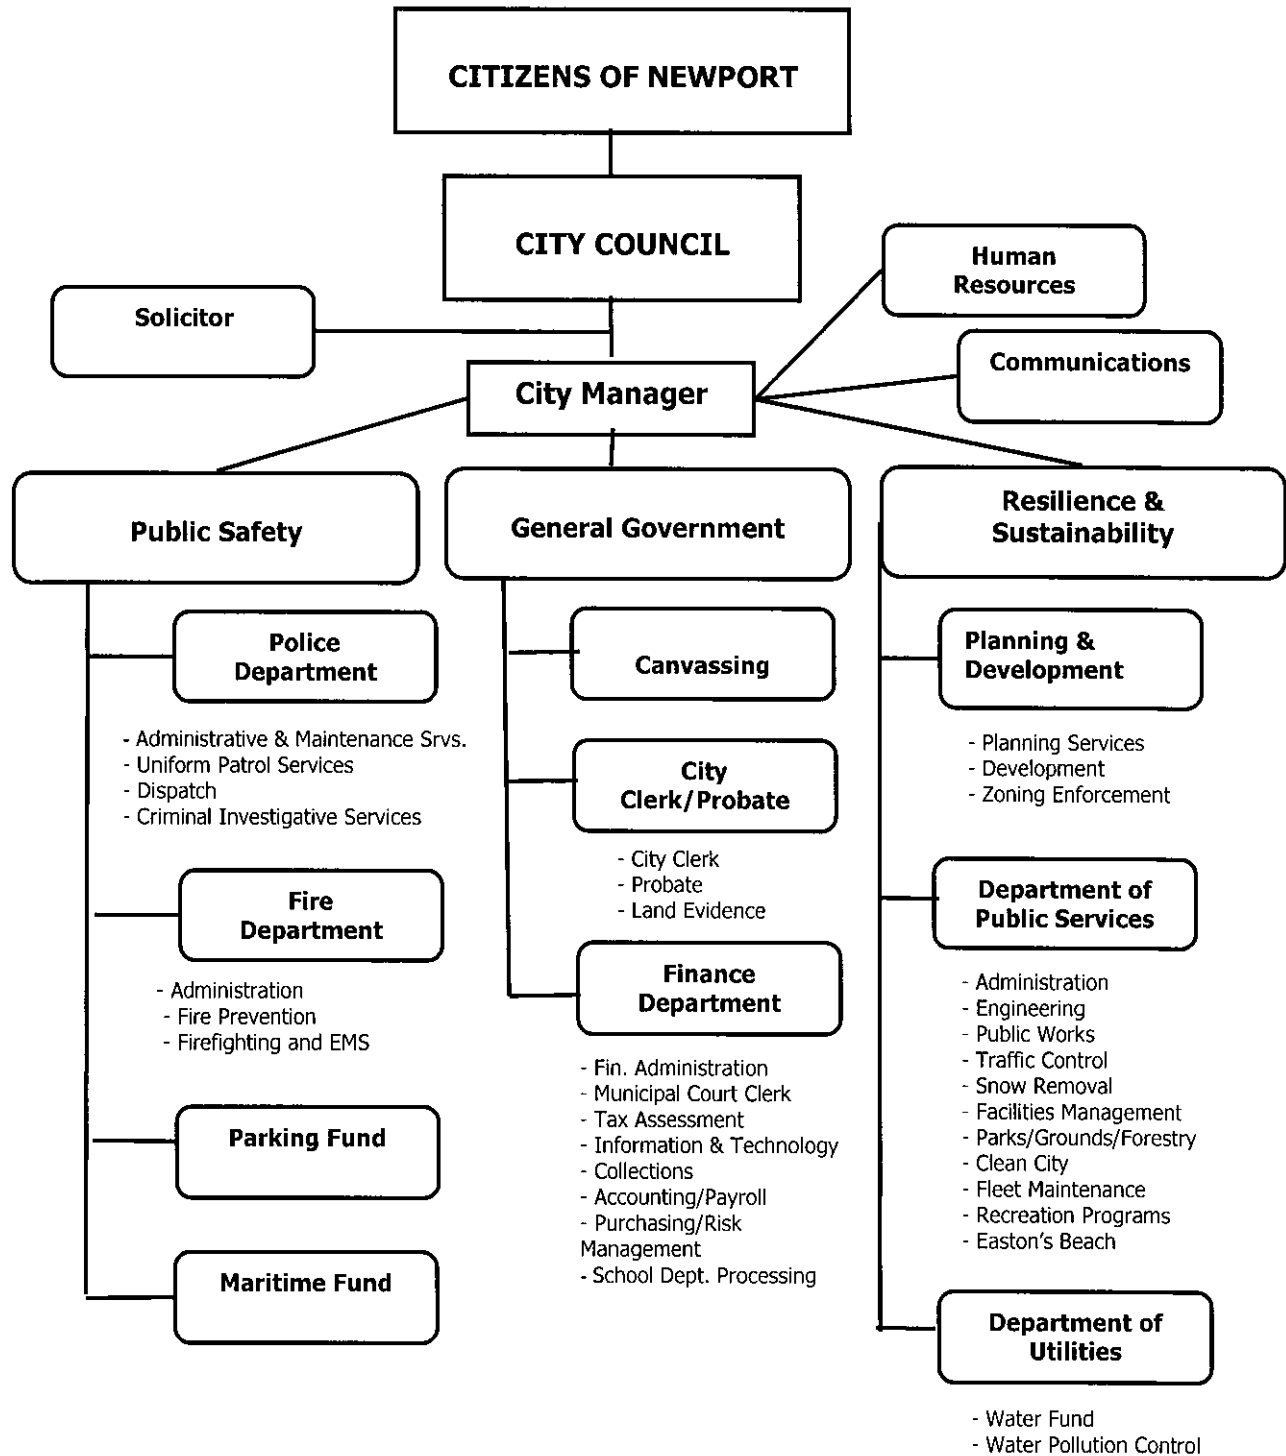 CITIZENS OF NEWPORT
CITY COUNCIL
Human
Resources
Solicitor
Communications
City Manager
Public Safety
General Government
Resilience &
Sustainability
Police
Department
- Administrative & Maintenance Srvs.
- Uniform Patrol Services
- Dispatch
- Criminal Investigative Services
Fire
Department
- Administration
- Fire Prevention
- Firefighting and EMS
Parking Fund
Maritime Fund
Canvassing
City
Clerk/Probate
- City Clerk
- Probate
- Land Evidence
Finance
Department
- Fin. Administration
- Municipal Court Clerk
- Tax Assessment
- Information & Technology
- Collections
- Accounting/Payroll
- Purchasing/Risk
Management
- School Dept. Processing
Planning &
Development
- Planning Services
- Development
- Zoning Enforcement
Department of
Public Services
- Administration
- Engineering
- Public Works
- Traffic Control
- Snow Removal
- Facilities Management
- Parks/Grounds/Forestry
- Clean City
- Fleet Maintenance
- Recreation Programs
- Easton's Beach
Department of
Utilities
- Water Fund
- Water Pollution Control